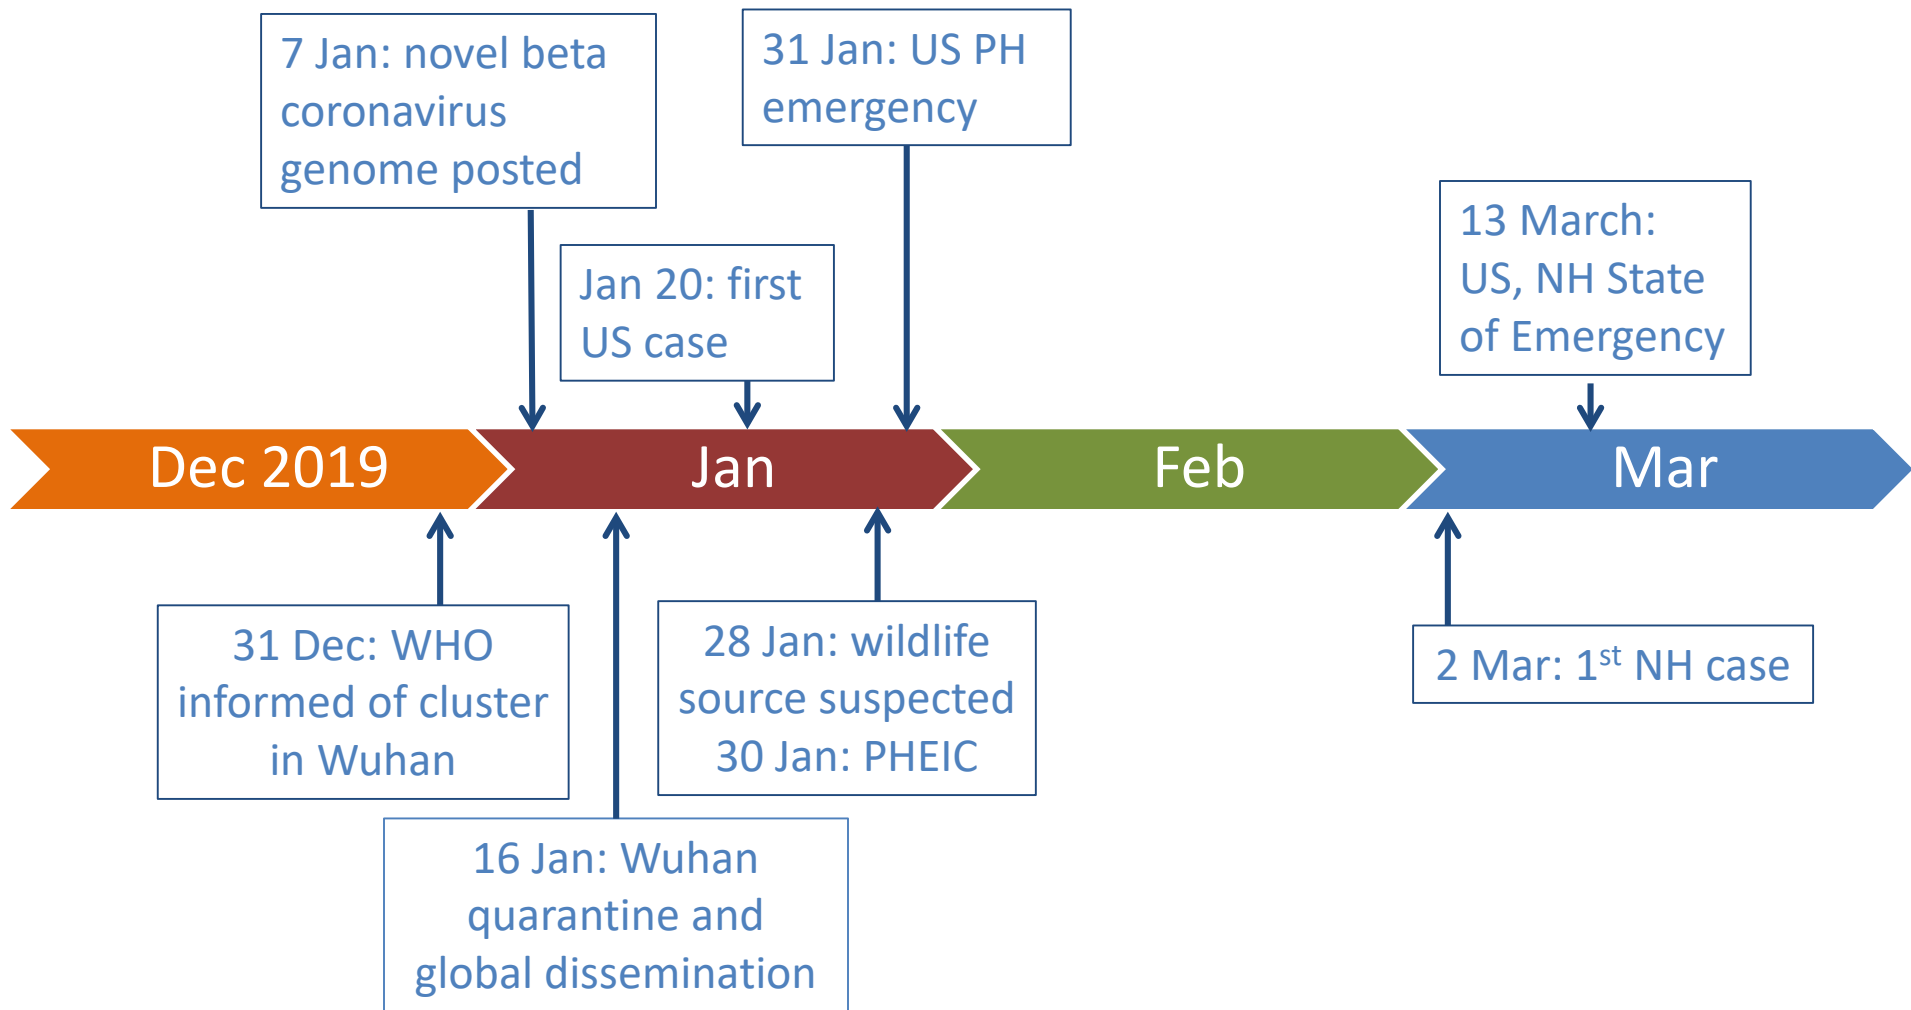 7 Jan: novel beta
coronavirus
genome posted
31 Jan: US PH
emergency
Jan 20: first
US case
13 March:
US, NH State
of Emergency
Dec 2019
Jan
Feb
Mar
31 Dec: WHO
informed of cluster
in Wuhan
28 Jan: wildlife
source suspected
30 Jan: PHEIC
2 Mar: 1st NH case
16 Jan: Wuhan
quarantine and
global dissemination